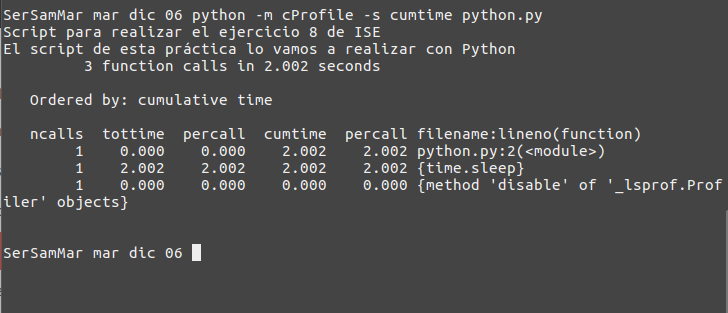 SerSamMar mar dic 06 python -m cProfile -s cumtime python.py
Script para realizar el ejercicio 8 de ISE
El script de esta práctica lo vamos a realizar con Python
         3 function calls in 2.002 seconds
   Ordered by: cumulative time
   ncalls  tottime  percall  cumtime  percall filename:lineno(function)
        1    0.000    0.000    2.002    2.002 python.py:2(<module>)
        1    2.002    2.002    2.002    2.002 {time.sleep}
        1    0.000    0.000    0.000    0.000 {method 'disable' of '_lsprof.Prof
iler' objects}
SerSamMar mar dic 06